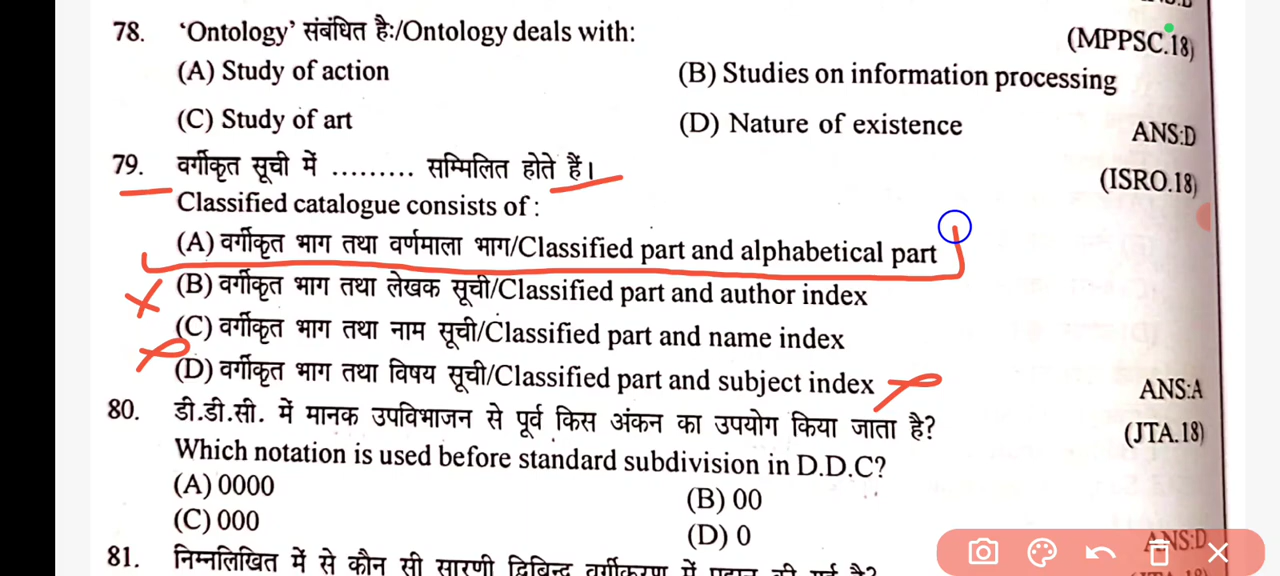 78. ‘Ontology’ संबंधित है:/Ontology deals with:
(MPPSC.18)
(A) Study of action
(B) Studies on information processing
(C) Study of art
(D) Nature of existence
ANS:D
79. वर्गीकृत सूची में ......... सम्मिलित होते हैं।
(ISRO.18)
Classified catalogue consists of :
(A) वर्गीकृत भाग तथा वर्णमाला भाग/Classified part and alphabetical part
(B) वर्गीकृत भाग तथा लेखक सूची/Classified part and author index
(C) वर्गीकृत भाग तथा नाम सूची/Classified part and name index
(D) वर्गीकृत भाग तथा विषय सूची/Classified part and subject index
ANS:A
80. डी.डी.सी. में मानक उपविभाजन से पूर्व किस अंकन का उपयोग किया जाता है?
(JTA.18)
Which notation is used before standard subdivision in D.D.C?
(A) 0000
(B) 00
(C) 000
(D) 0
ANS:D
81. निम्नलिखित में से कौन सी सारणी द्विबिन्दु वर्गीकरण में